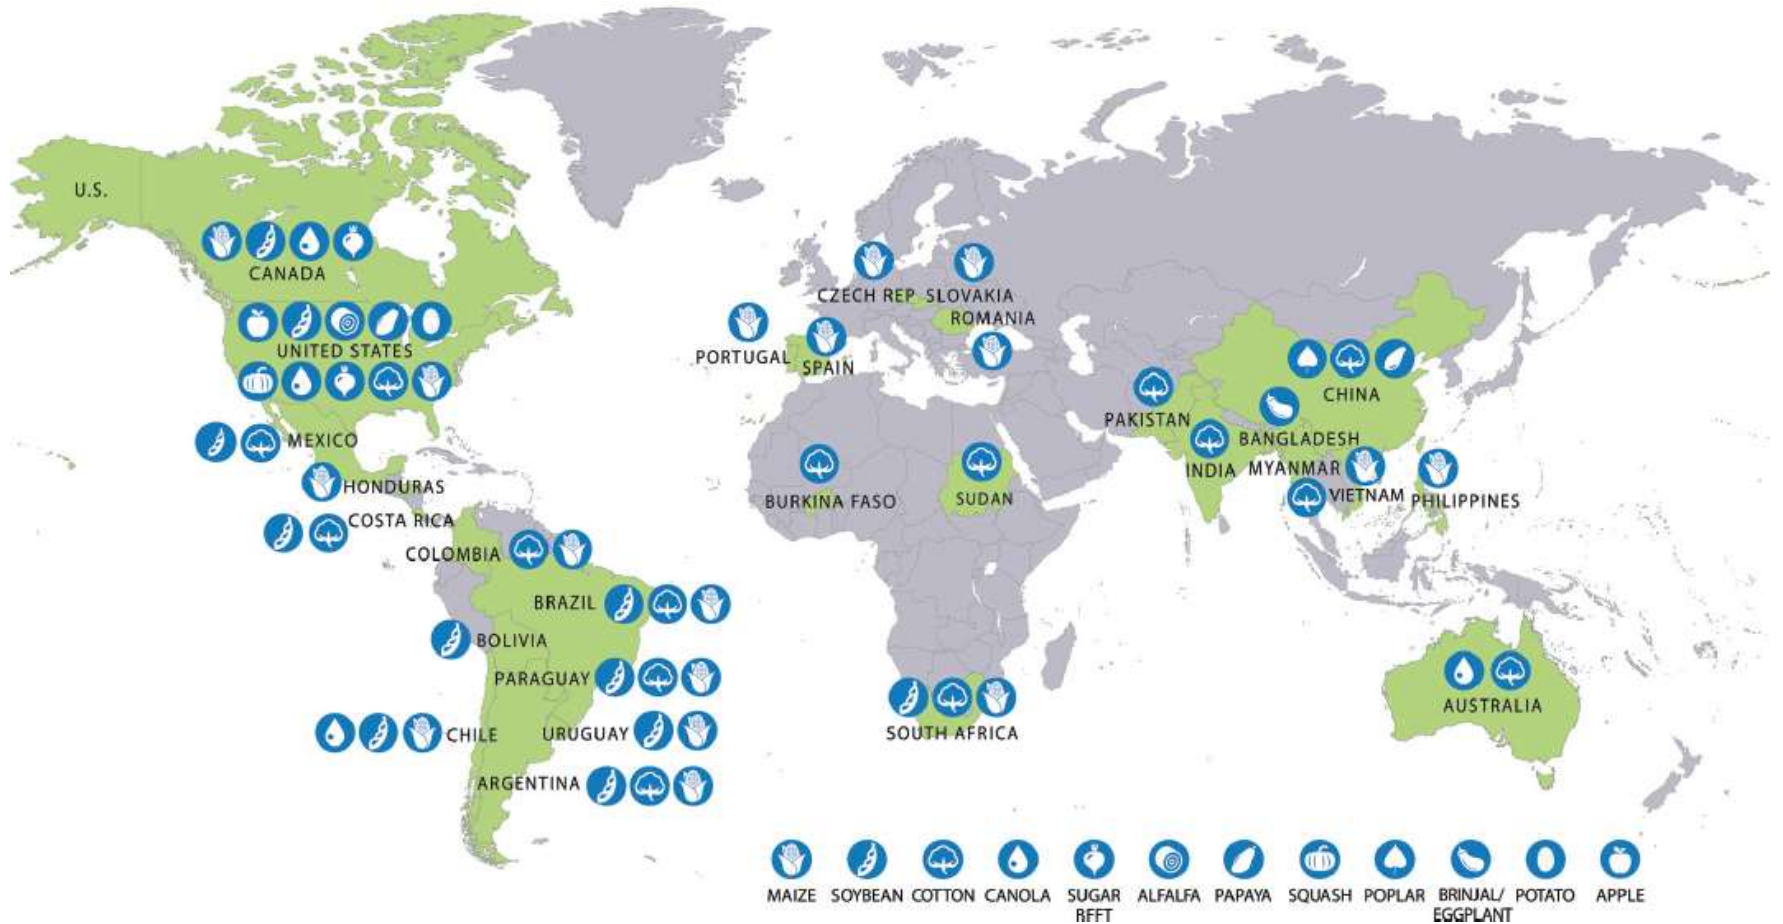 U.S.
CANADA
UNITED STATES
MEXICO
HONDURAS
COSTA RICA
COLOMBIA
BRAZIL
BOLIVIA
PARAGUAY
CHILE
URUGUAY
ARGENTINA
CZECH REP
SLOVAKIA
ROMANIA
PORTUGAL
SPAIN
BURKINA FASO
SUDAN
SOUTH AFRICA
PAKISTAN
INDIA
CHINA
BANGLADESH
MYANMAR
VIETNAM
PHILIPPINES
AUSTRALIA
MAIZE
SOYBEAN
COTTON
CANOLA
SUGAR
BEET
ALFALFA
PAPAYA
SQUASH
POPLAR
BRINJAL/
EGGPLANT
POTATO
APPLE